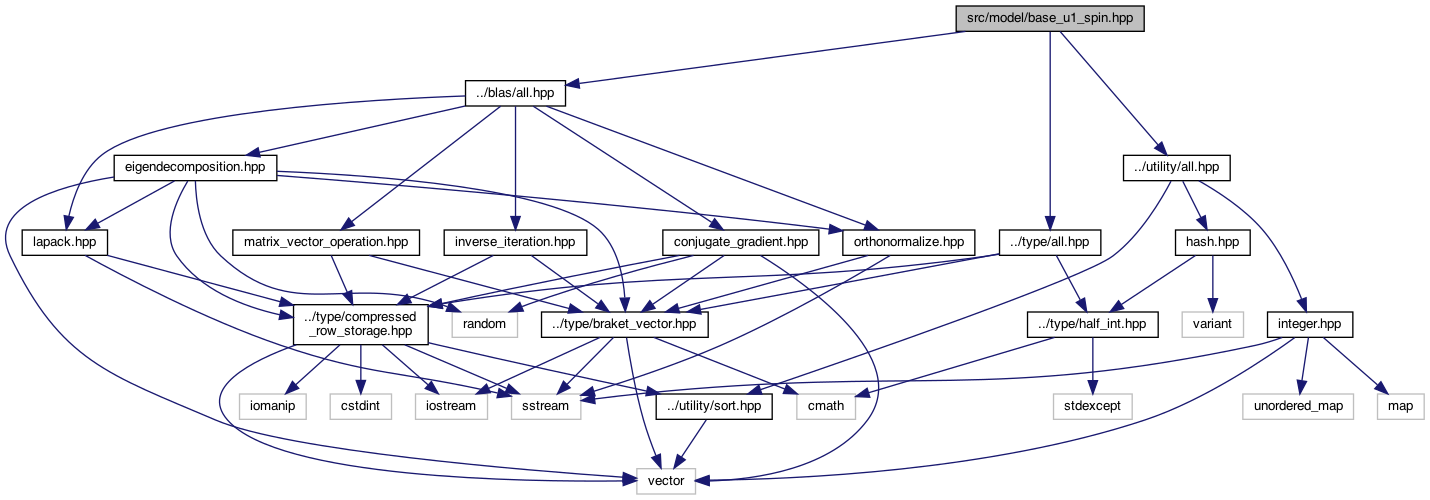 src/model/base_u1_spin.hpp
../blas/all.hpp
eigendecomposition.hpp
../utility/all.hpp
lapack.hpp
matrix_vector_operation.hpp
inverse_iteration.hpp
conjugate_gradient.hpp
orthonormalize.hpp
../type/all.hpp
hash.hpp
../type/compressed
_row_storage.hpp
random
../type/braket_vector.hpp
../type/half_int.hpp
variant
integer.hpp
iomanip
cstdint
iostream
sstream
../utility/sort.hpp
cmath
stdexcept
unordered_map
map
vector